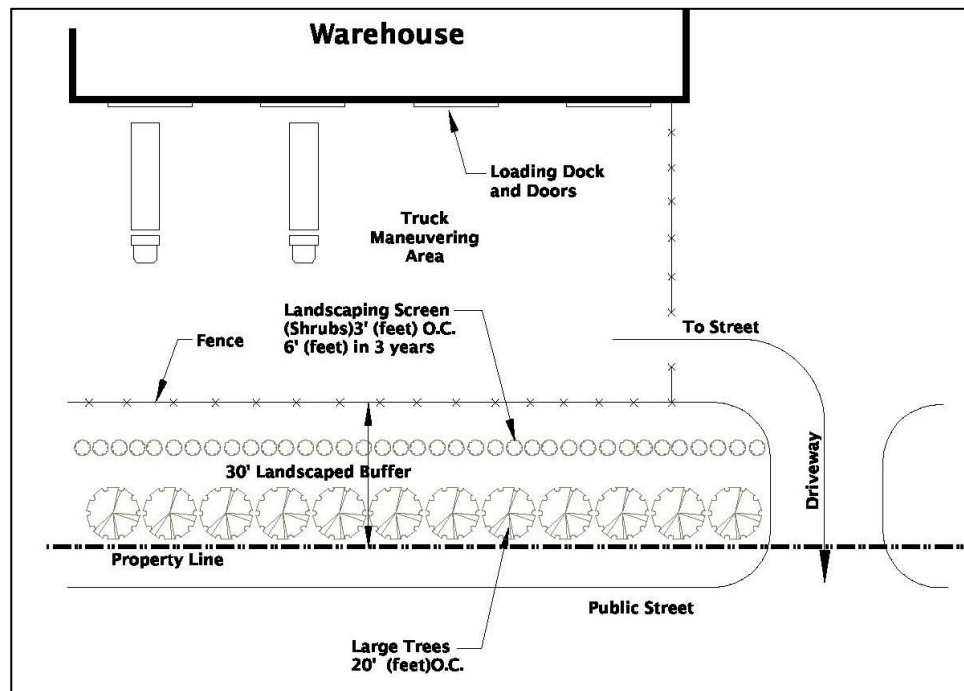 Warehouse
Loading Dock
and Doors
Truck
Maneuvering
Area
Landscaping Screen
(Shrubs)3' (feet) O.C.
6' (feet) in 3 years
To Street
Fence
30' Landscaped Buffer
Driveway
Property Line
Public Street
Large Trees
20' (feet)O.C.